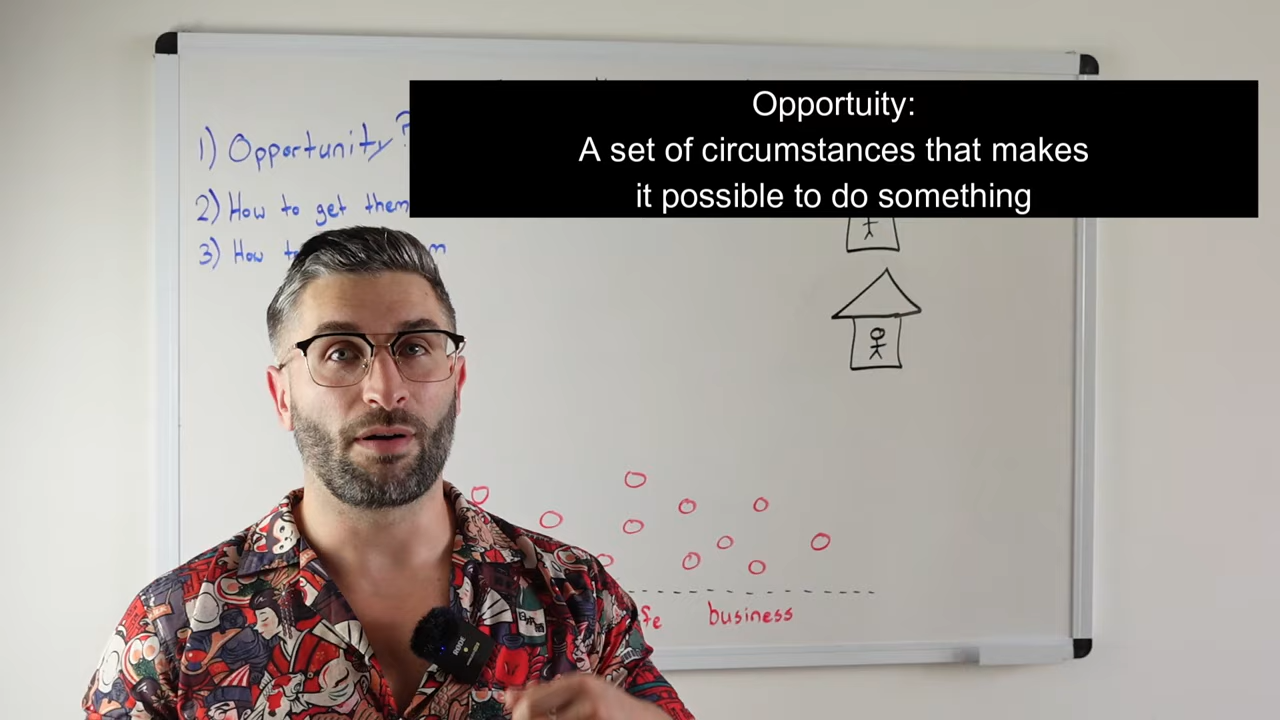 Opportuity:
A set of circumstances that makes
it possible to do something
1) Opportunity?
2) How to get them
3) How
business
RODE